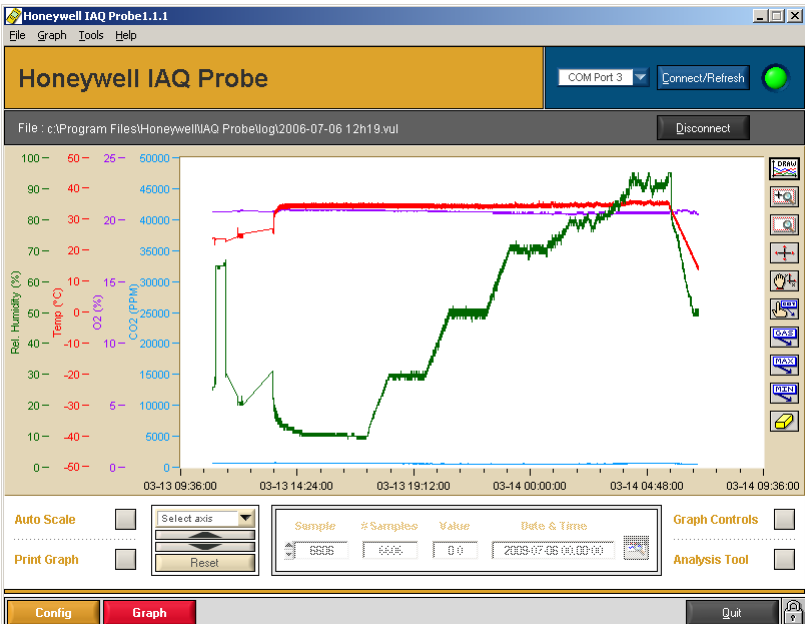 Honeywell IAQ Probe1.1.1
File Graph Tools Help
Honeywell IAQ Probe
COM Port 3
Connect/Refresh
File : c:\Program Files\Honeywell\IAQ Probe\log\2006-07-06 12h19.vul
Disconnect
100 60 25 50000
90 40 20 45000
80 20 15 40000
70 10 10 35000
60 0 5 30000
50 -10 0 25000
40 -20 20000
30 -30 15000
20 -40 10000
10 -60 5000
0 0
Rel. Humidity (%)
Temp (°C)
O2 (%)
CO2 (PPM)
DRAW
GAS
MAX
MIN
03-13 09:36:00 03-13 14:24:00 03-13 19:12:00 03-14 00:00:00 03-14 04:48:00 03-14 09:36:00
Auto Scale
Select axis
Sample #Samples Value Date & Time
Graph Controls
6606 6606 0.0 2009-07-06 00:00:00
Print Graph
Reset
Analysis Tool
Config
Graph
Quit